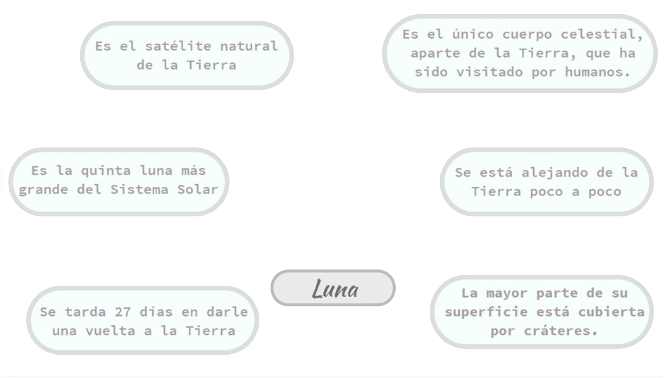 Es el satélite natural
de la Tierra
Es el único cuerpo celestial,
aparte de la Tierra, que ha
sido visitado por humanos.
Es la quinta luna más
grande del Sistema Solar
Se está alejando de la
Tierra poco a poco
Luna
Se tarda 27 días en darle
una vuelta a la Tierra
La mayor parte de su
superficie está cubierta
por cráteres.